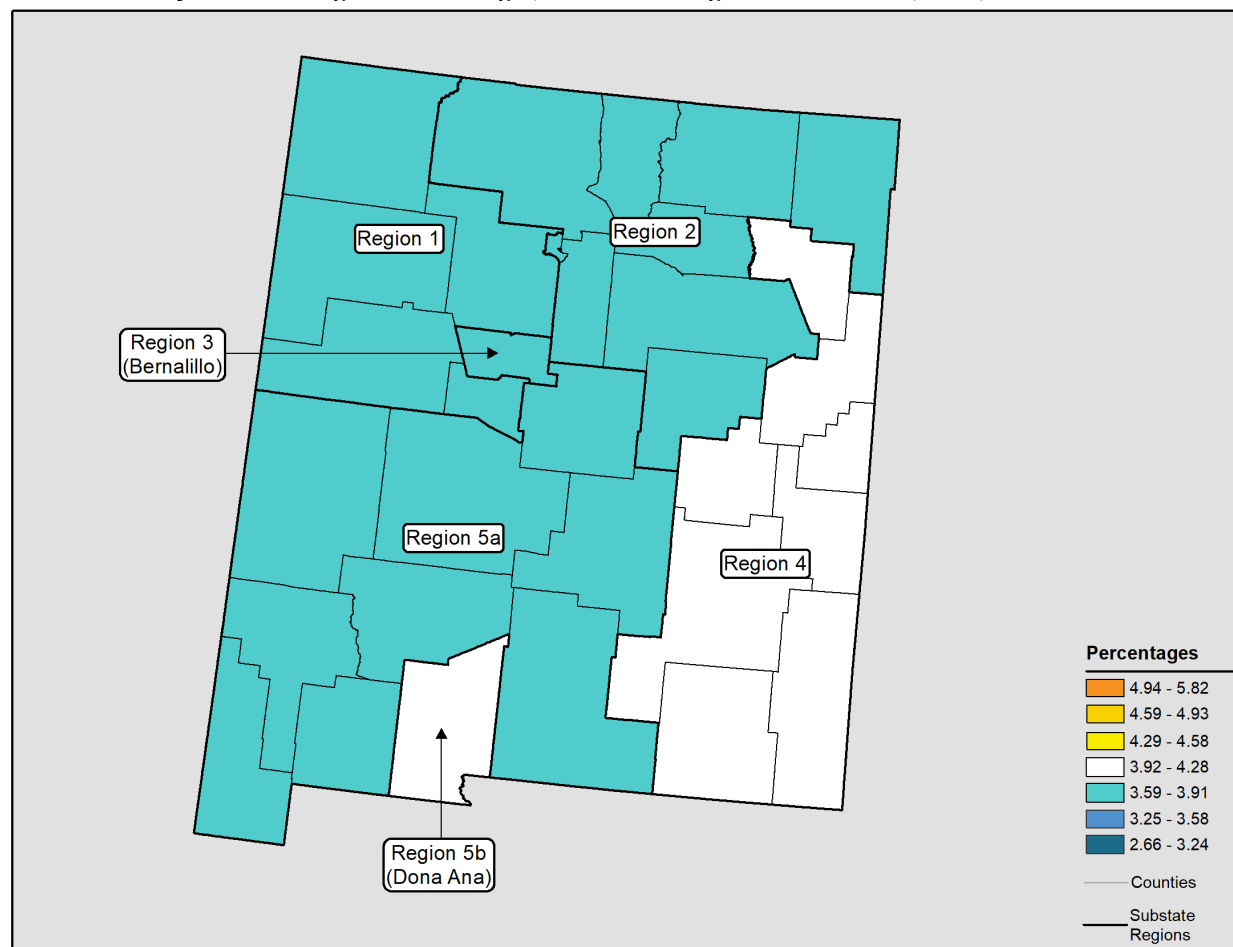 Region 1
Region 2
Region 3
(Bernalillo)
Region 5a
Region 4
Region 5b
(Dona Ana)
Percentages
4.94 - 5.82
4.59 - 4.93
4.29 - 4.58
3.92 - 4.28
3.59 - 3.91
3.25 - 3.58
2.66 - 3.24
Counties
Substate
Regions